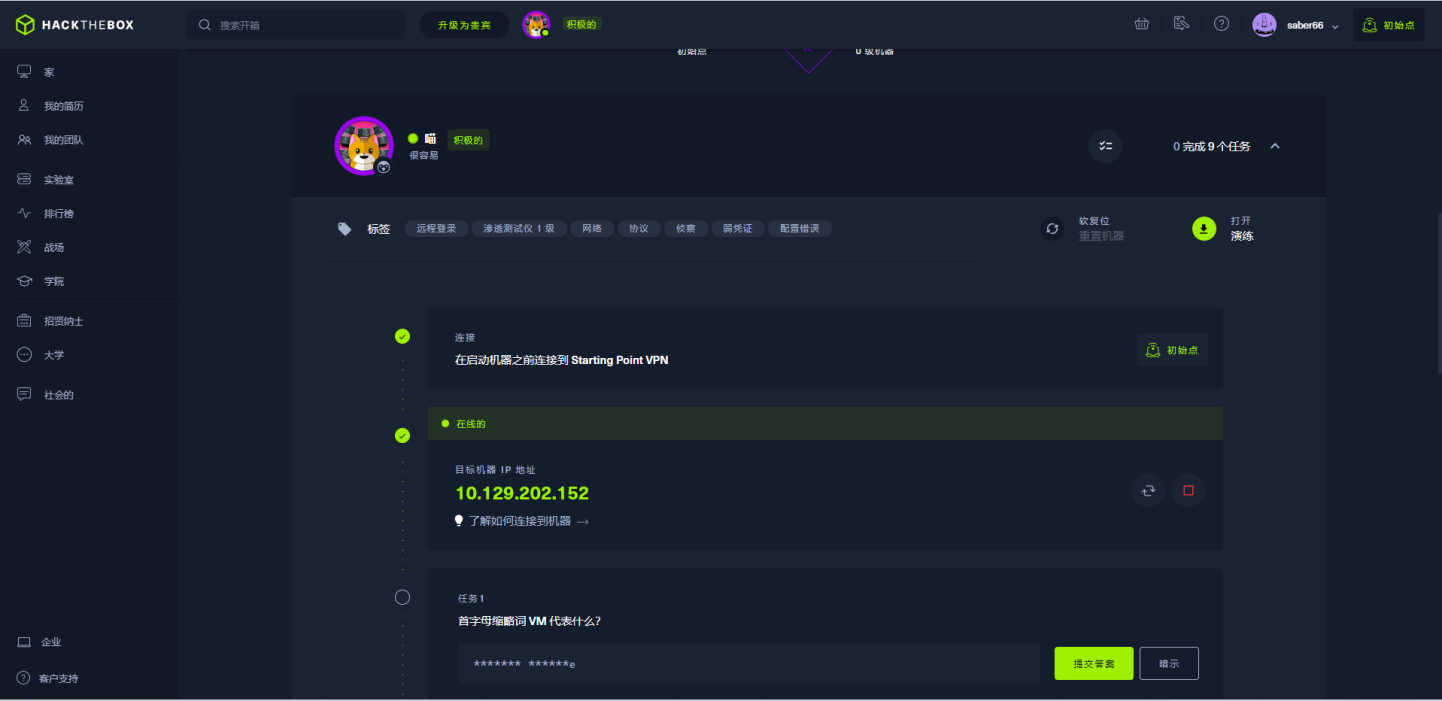 HACKTHEBOX
搜索开箱
升级为贵宾
积极的
saber66
初始点
初始点
0 级机器
家
我的简历
我的团队
实验室
排行榜
战场
学院
招贤纳士
大学
社会的
企业
客户支持
喵
积极的
很容易
0 完成 9 个任务
标签
远程登录
渗透测试仪 1 级
网络
协议
侦察
弱凭证
配置错误
软复位
重置机器
打开
演练
连接
在启动机器之前连接到 Starting Point VPN
初始点
在线的
目标机器 IP 地址
10.129.202.152
了解如何连接到机器 →
任务 1
首字母缩略词 VM 代表什么?
******* ******e
提交答案
暗示